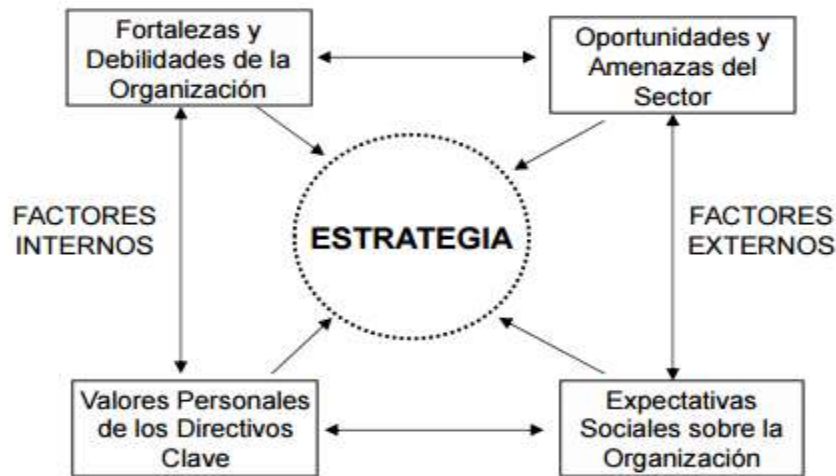 Fortalezas y
Debilidades de la
Organización
Oportunidades y
Amenazas del
Sector
FACTORES
INTERNOS
ESTRATEGIA
FACTORES
EXTERNOS
Valores Personales
de los Directivos
Clave
Expectativas
Sociales sobre la
Organización